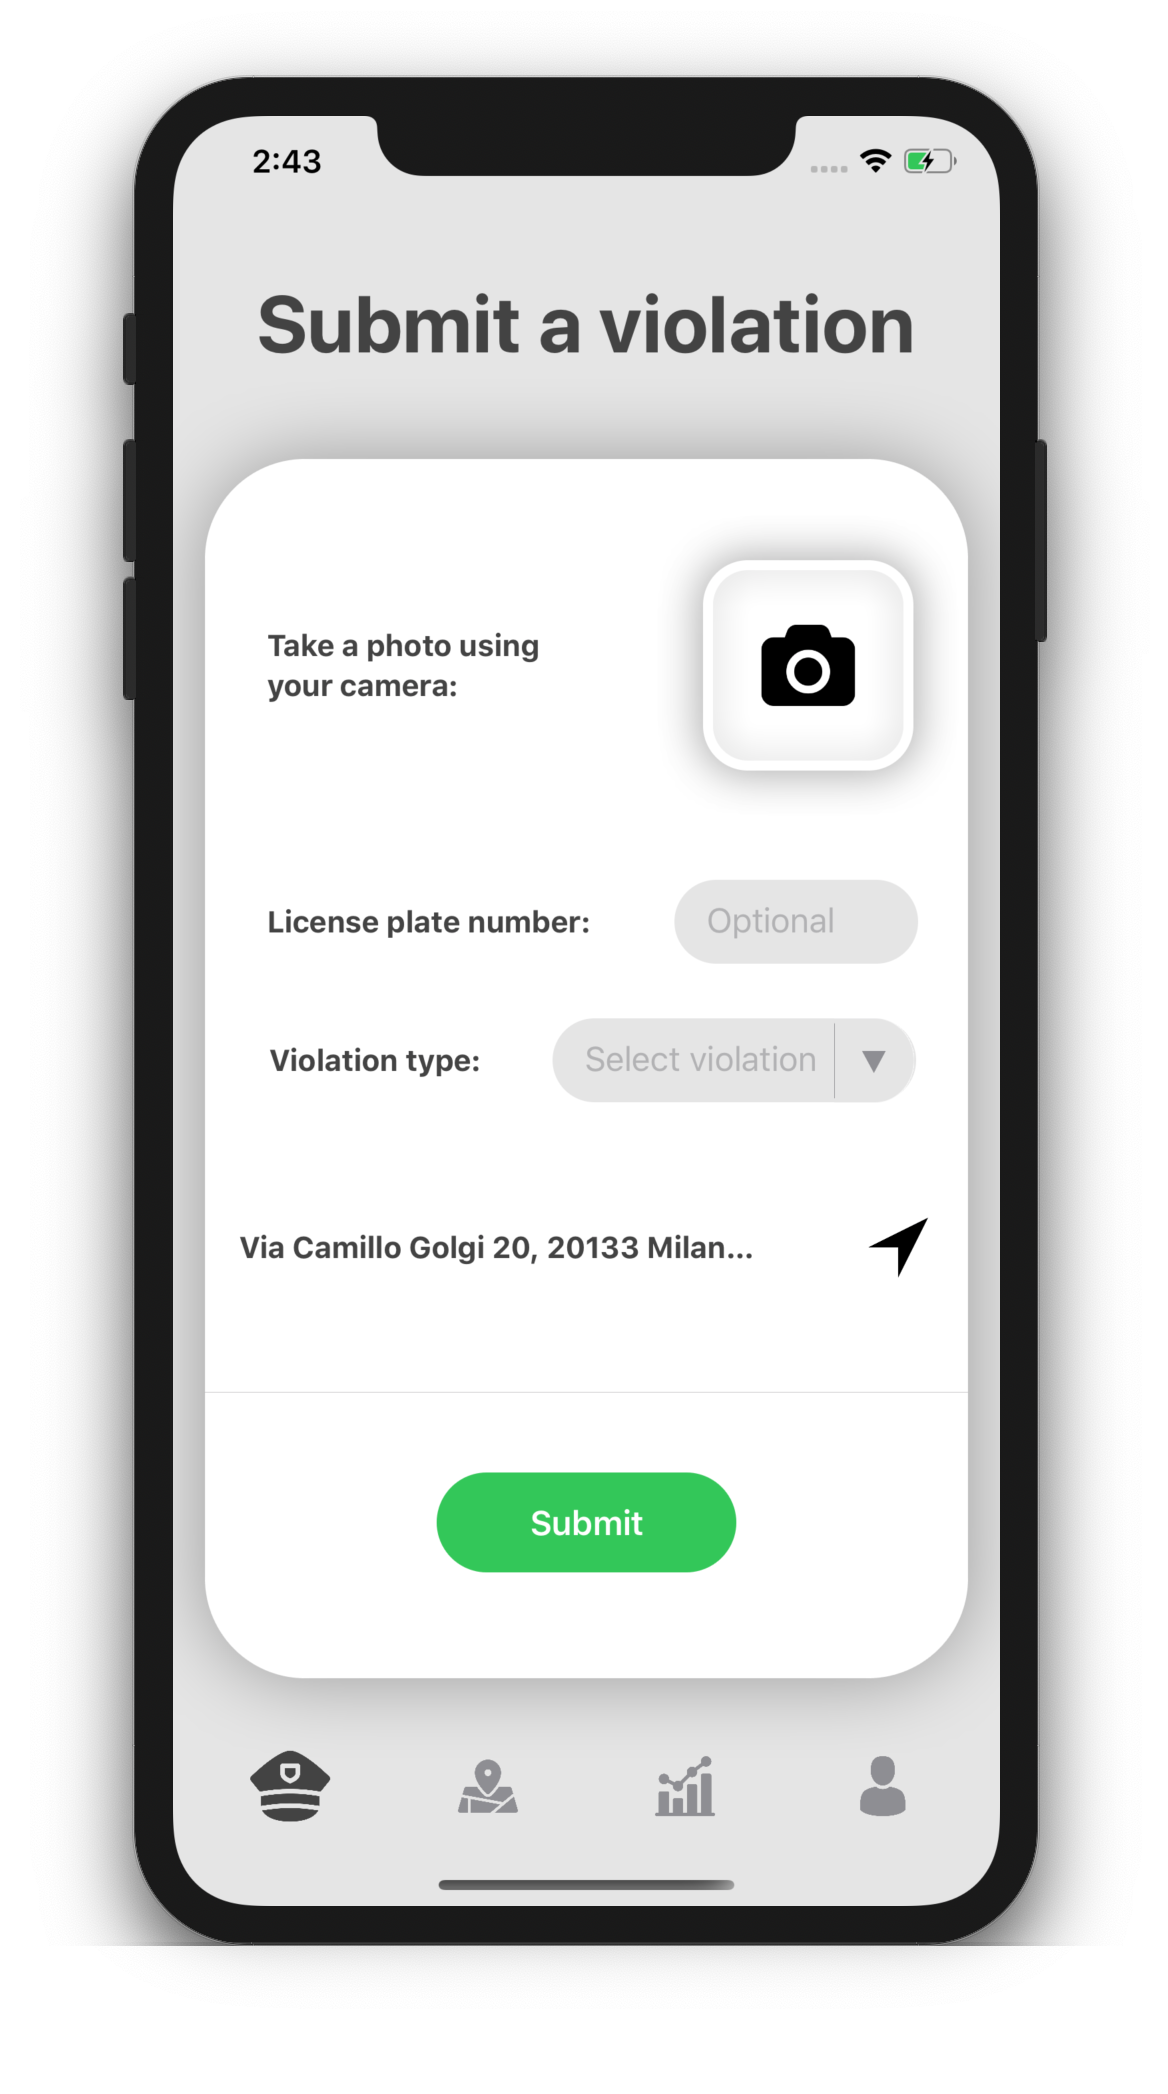 2:43
Submit a violation
Take a photo using
your camera:
License plate number:
Optional
Violation type:
Select violation
Via Camillo Golgi 20, 20133 Milan...
Submit